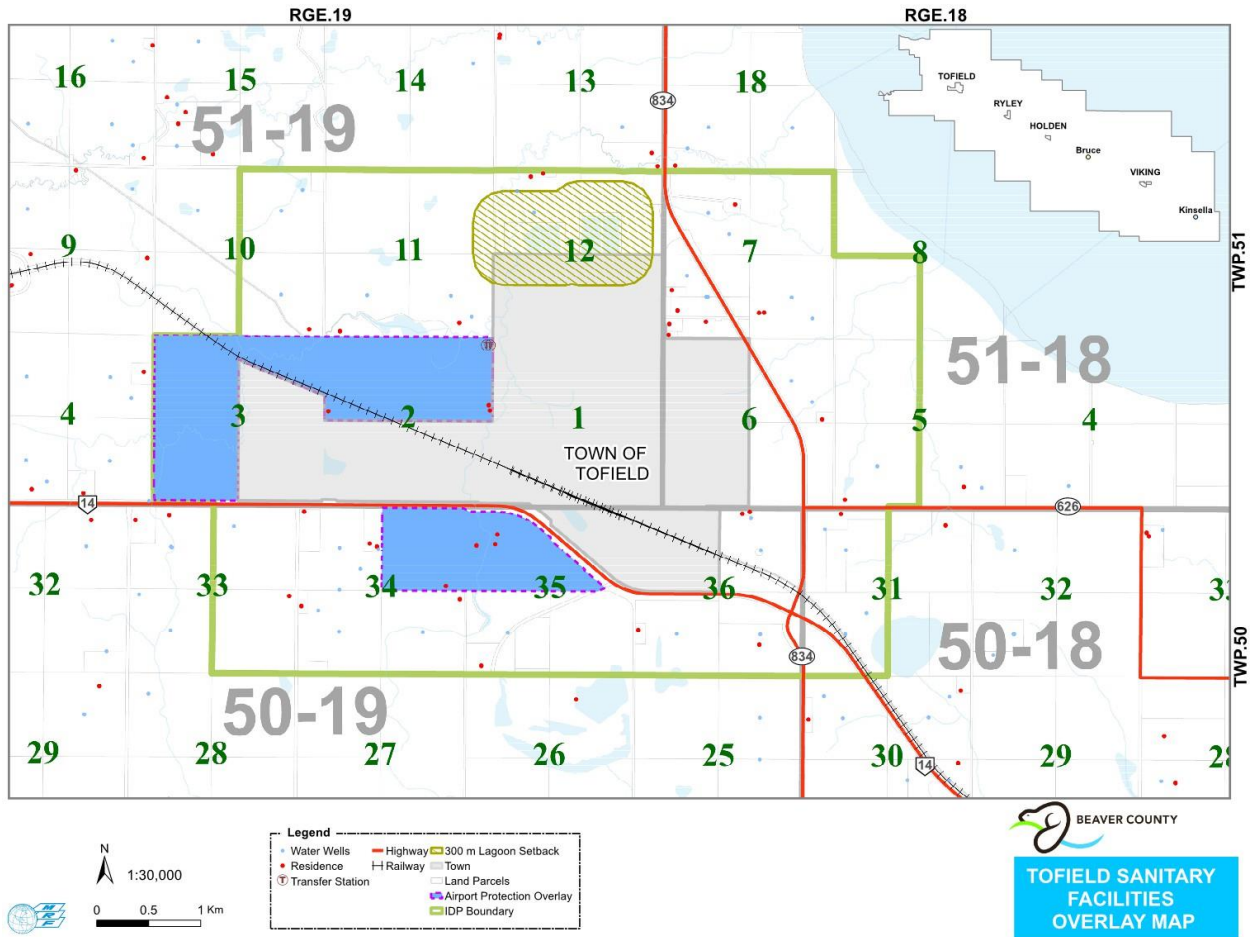 RGE.19 RGE.18
16 15 14 13 18
834
51-19
TOFIELD
RYLEY
HOLDEN
Bruce
VIKING
Kinsella
TWP.51
9 10 11 12 7 8
51-18
T
4 3 2 1 6 5 4
TOWN OF
TOFIELD
14
626
32 33 34 35 36 31 32
50-18
TWP.50
834
50-19
29 28 27 26 25 30 29 28
14
N
1:30,000
0 0.5 1 Km
MRF
Legend
Water Wells
Residence
T Transfer Station
Highway
Railway
300 m Lagoon Setback
Town
Land Parcels
Airport Protection Overlay
IDP Boundary
BEAVER COUNTY
TOFIELD SANITARY
FACILITIES
OVERLAY MAP